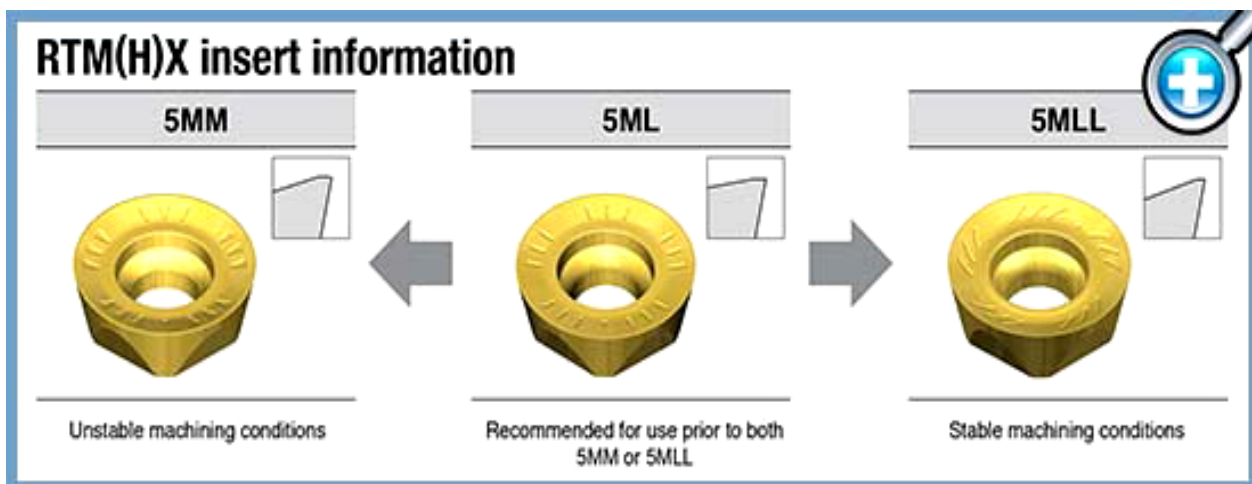 RTM(H)X insert information
5MM
5ML
5MLL
Unstable machining conditions
Recommended for use prior to both
5MM or 5MLL
Stable machining conditions